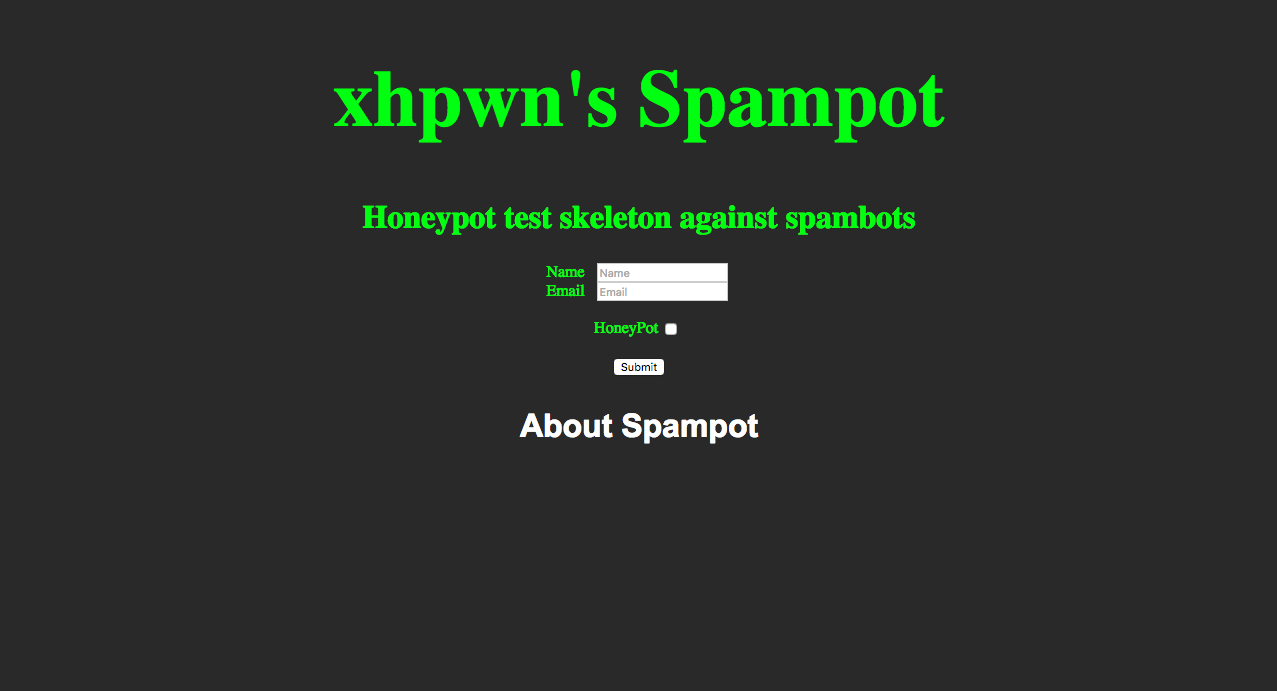 xhpwn's Spampot
Honeypot test skeleton against spambots
Name Name
Email Email
HoneyPot
Submit
About Spampot